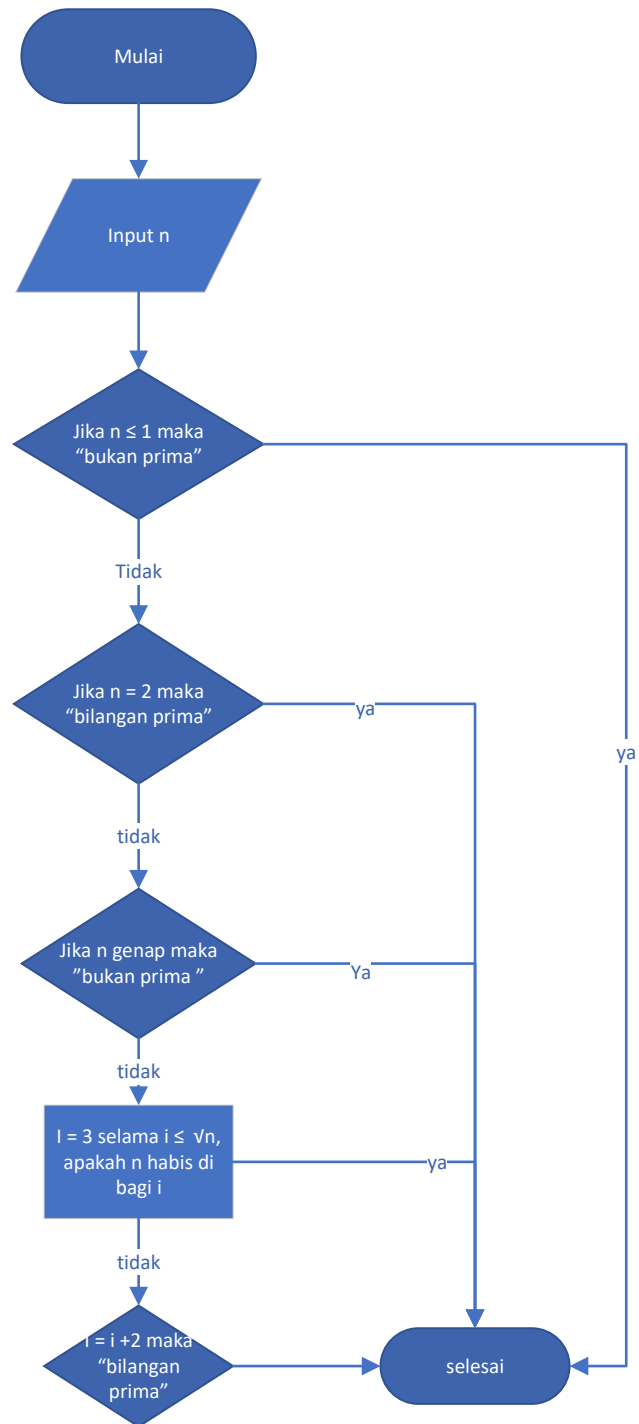 Mulai
Input n
Jika n ≤ 1 maka
“bukan prima”
Tidak
Jika n = 2 maka
“bilangan prima”
ya
ya
tidak
Jika n genap maka
”bukan prima ”
Ya
tidak
I = 3 selama i ≤ √n,
apakah n habis di
bagi i
ya
tidak
I = i +2 maka
“bilangan
prima”
selesai